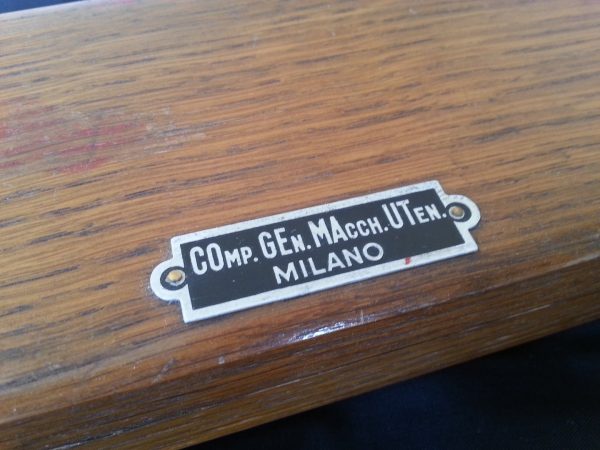 COMP. GEN. MACCH. UTEN.
MILANO